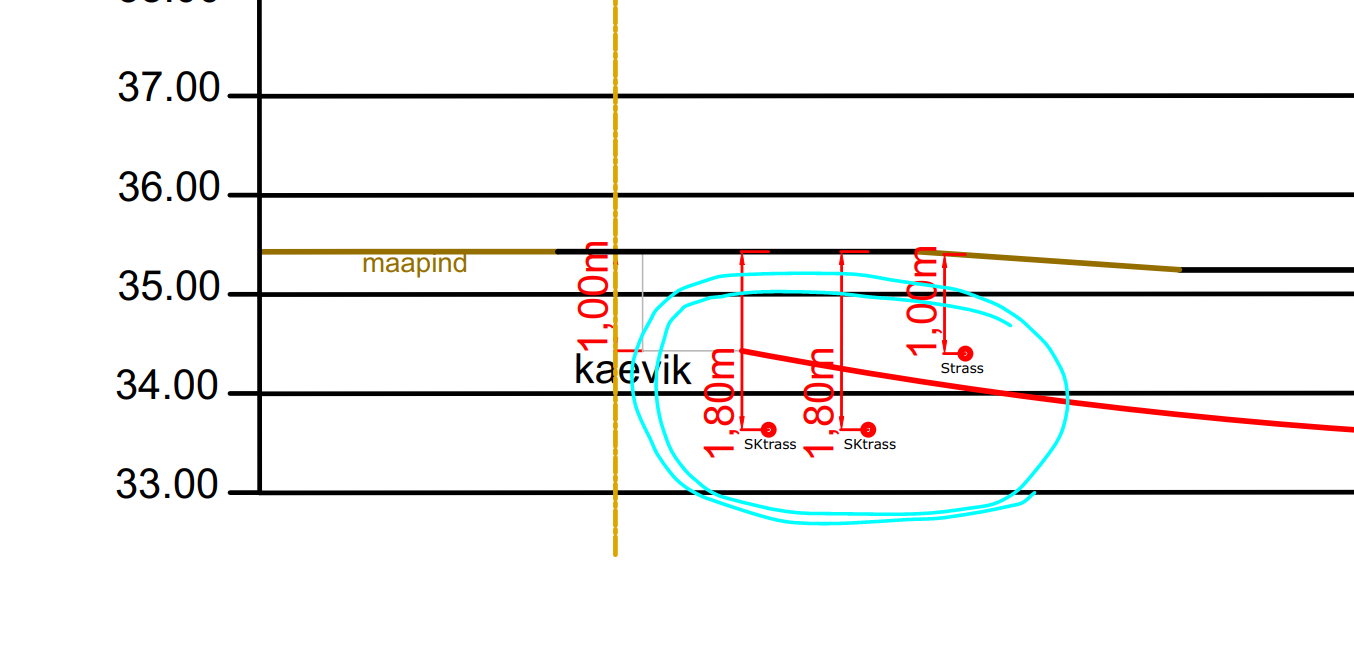 37.00
36.00
maapind
35.00
1,00m
1,00m
kaevik
Strass
34.00
1,80m
1,80m
SKtrass
SKtrass
33.00